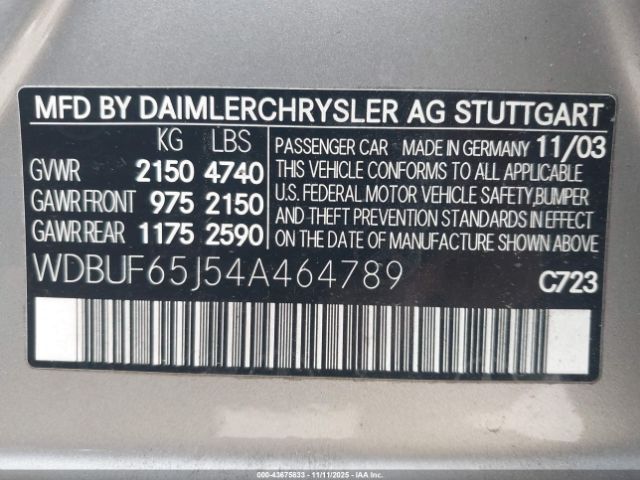 MFD BY DAIMLERCHRYSLER AG STUTTGART
KG LBS
GVWR 2150 4740
GAWR FRONT 975 2150
GAWR REAR 1175 2590
PASSENGER CAR MADE IN GERMANY 11/03
THIS VEHICLE CONFORMS TO ALL APPLICABLE
U.S. FEDERAL MOTOR VEHICLE SAFETY,BUMPER
AND THEFT PREVENTION STANDARDS IN EFFECT
ON THE DATE OF MANUFACTURE SHOWN ABOVE.
WDBUF65J54A464789
C723
000-43675833 - 11/11/2025 - IAAI.COM